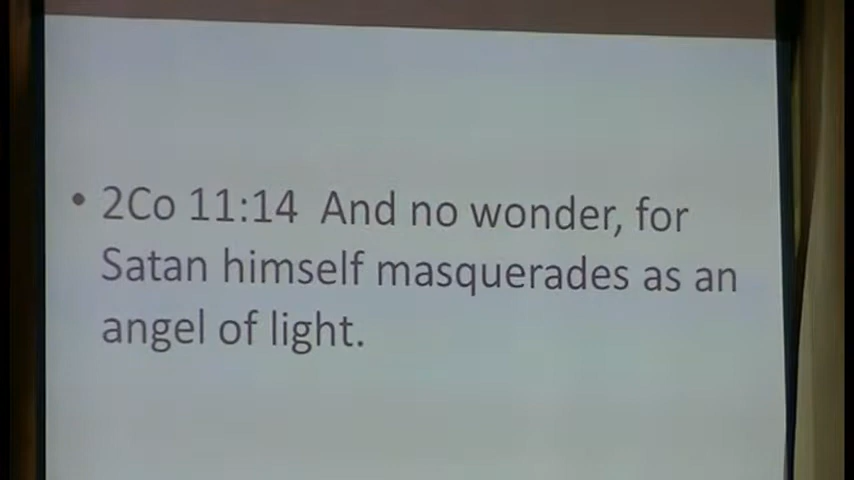 • 2Co 11:14 And no wonder, for
Satan himself masquerades as an
angel of light.